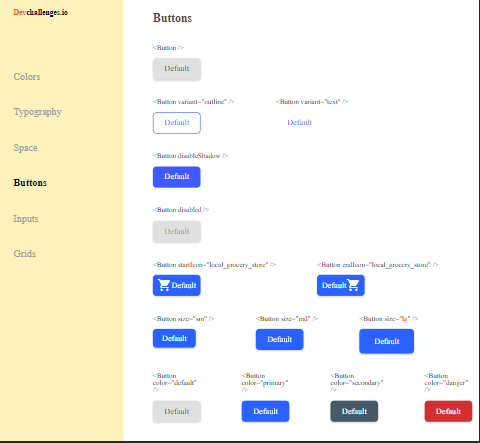 Devchallenges.io
Buttons
Colors
Typography
Space
Buttons
Inputs
Grids
<Button />
Default
<Button variant="outline" />
<Button variant="text" />
Default
Default
<Button disableShadow />
Default
<Button disabled />
Default
<Button startIcon="local_grocery_store" />
<Button endIcon="local_grocery_store" />
Default
Default
<Button size="sm" />
<Button size="md" />
<Button size="lg" />
Default
Default
Default
<Button
color="default"
/>
<Button
color="primary"
/>
<Button
color="secondary"
/>
<Button
color="danger"
/>
Default
Default
Default
Default